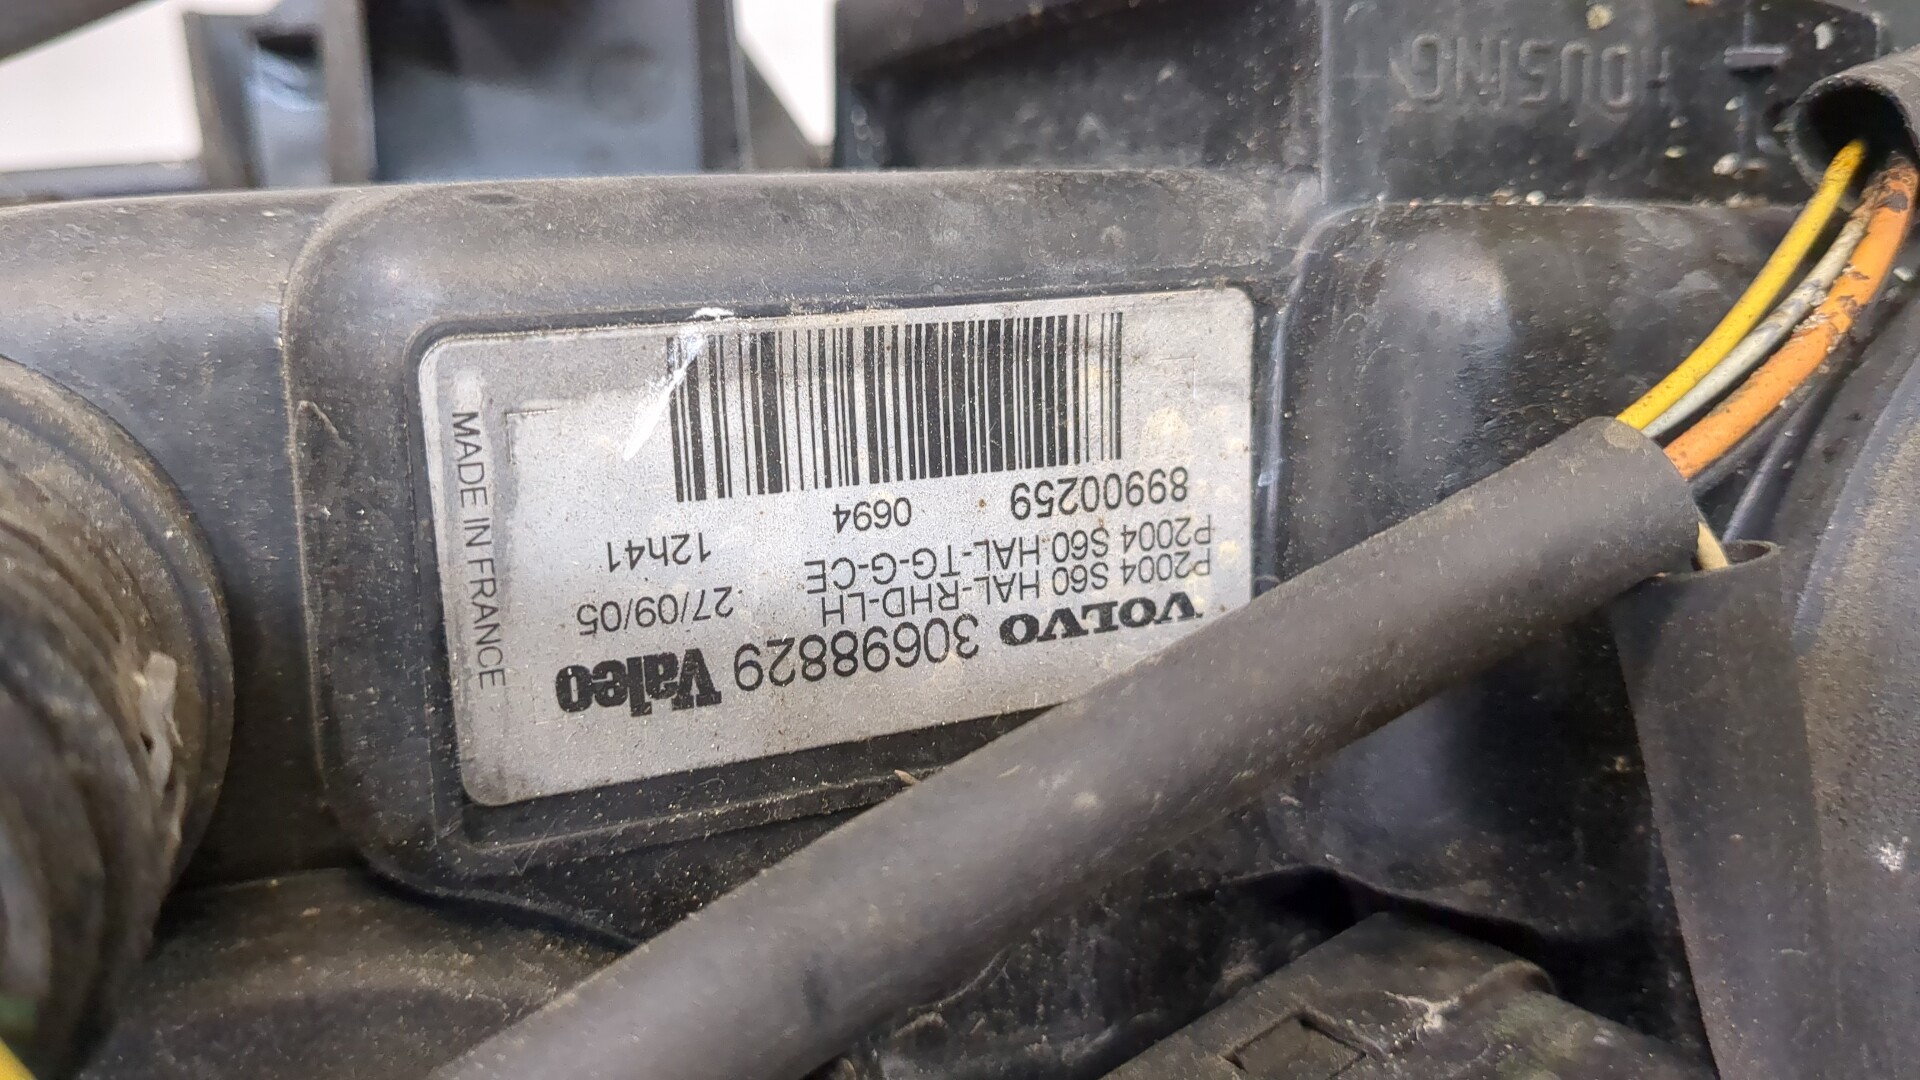 VOLVO 30698829 Valeo
P2004 S60 HAL-RHD-LH 27/09/05
P2004 S60 HAL-TG-G-CE 12h41
89900259 0694
MADE IN FRANCE
HOUSING